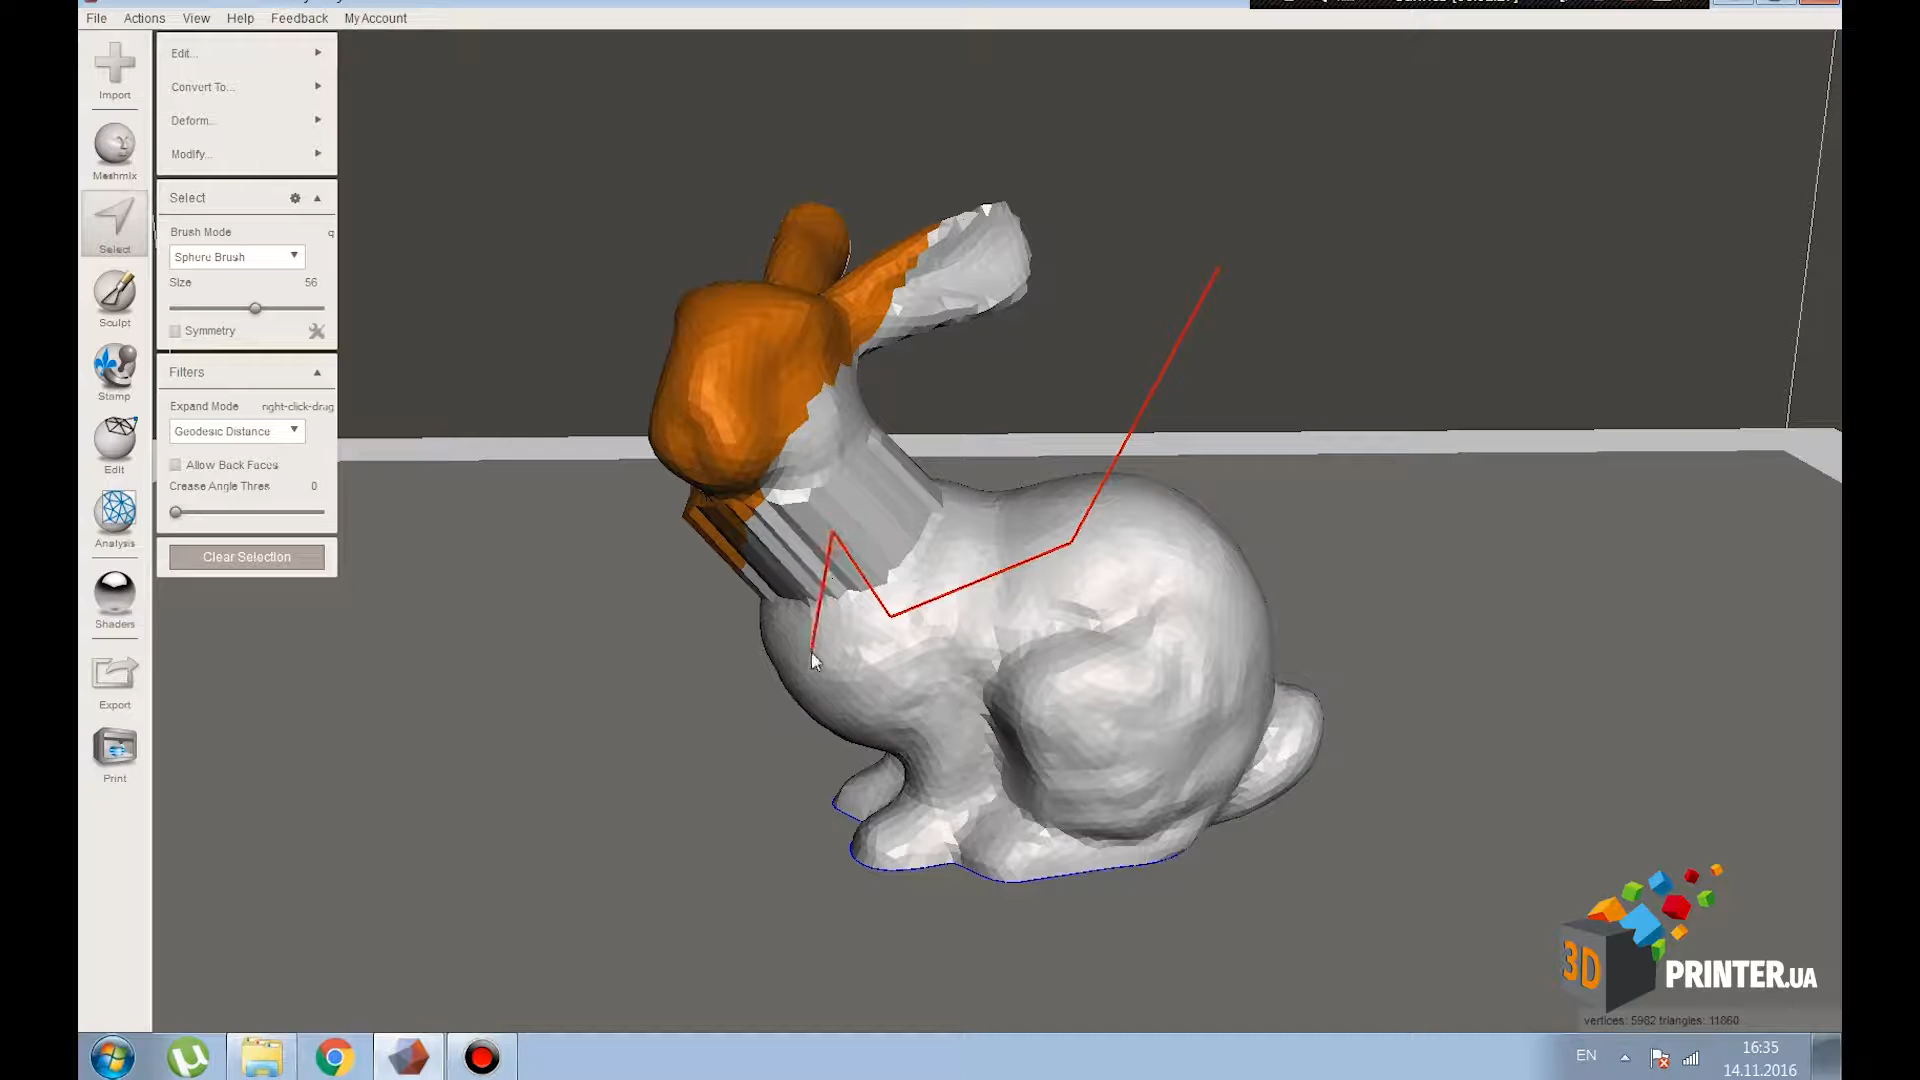 File Actions View Help Feedback My Account
Import
Meshmix
Select
Sculpt
Stamp
Edit
Analysis
Shaders
Export
Print
Edit...
Convert To...
Deform...
Modify...
Select
Brush Mode q
Sphere Brush
Size 56
Symmetry
Filters
Expand Mode right-click-drag
Geodesic Distance
Allow Back Faces
Crease Angle Thres 0
Clear Selection
3D PRINTER.UA
vertices: 5982 triangles: 11860
EN
16:35
14.11.2016